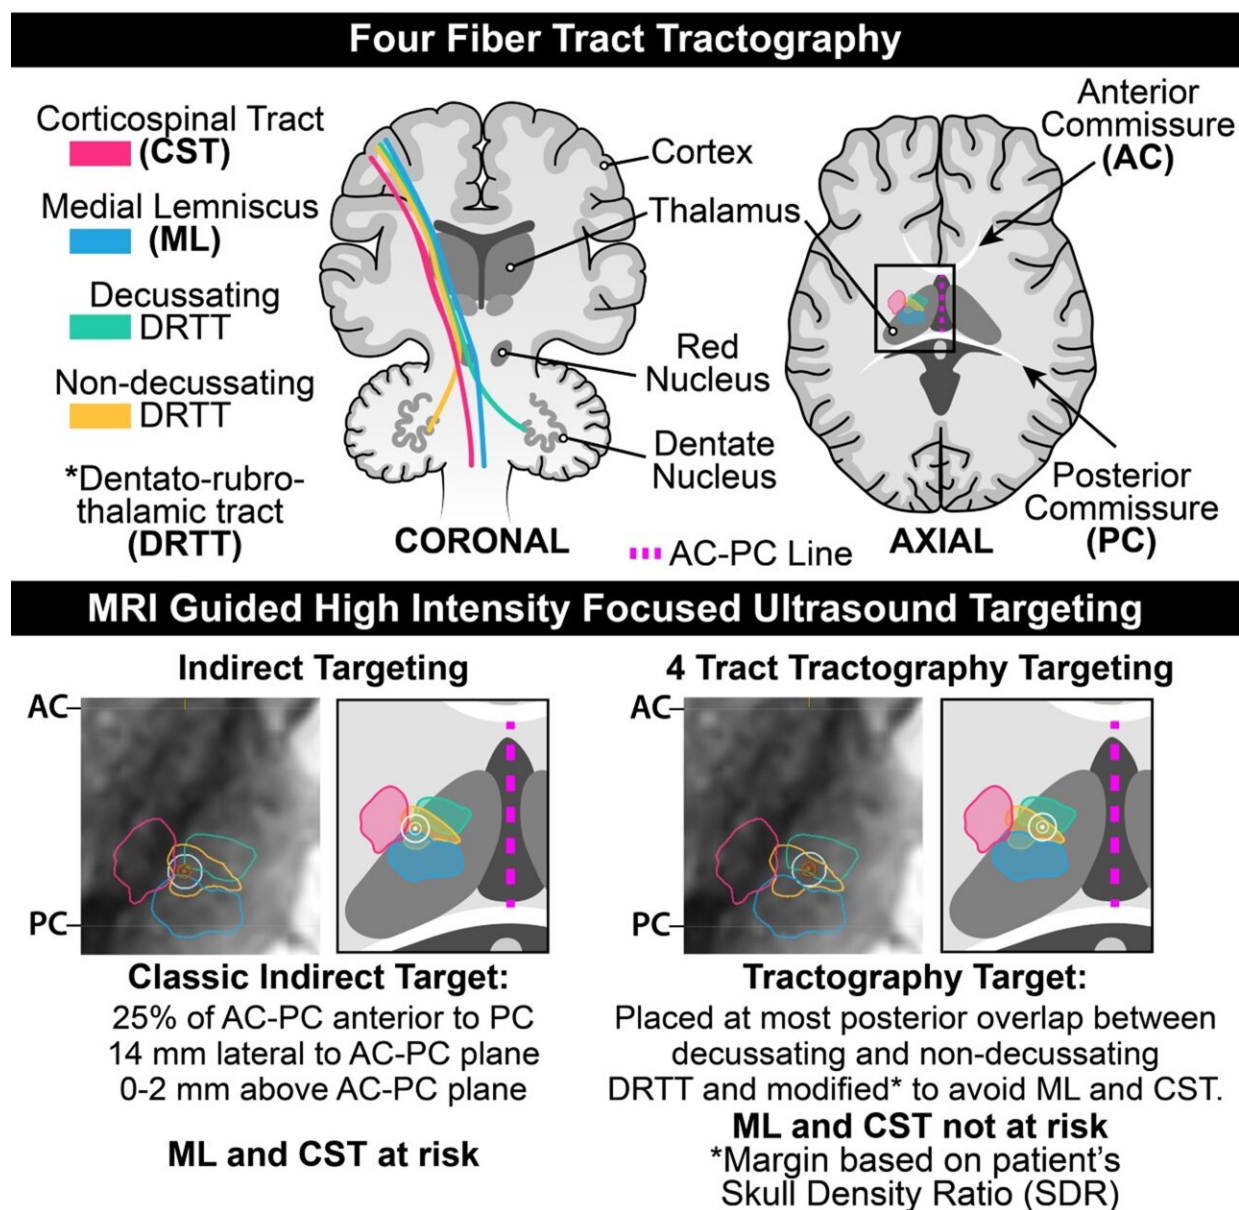 Four Fiber Tract Tractography
Corticospinal Tract
(CST)
Medial Lemniscus
(ML)
Decussating
DRTT
Non-decussating
DRTT
*Dentato-rubro-
thalamic tract
(DRTT)
Cortex
Thalamus
Red
Nucleus
Dentate
Nucleus
CORONAL
Anterior
Commissure
(AC)
Posterior
Commissure
(PC)
AXIAL
AC-PC Line
MRI Guided High Intensity Focused Ultrasound Targeting
Indirect Targeting
AC
PC
Classic Indirect Target:
25% of AC-PC anterior to PC
14 mm lateral to AC-PC plane
0-2 mm above AC-PC plane
ML and CST at risk
4 Tract Tractography Targeting
AC
PC
Tractography Target:
Placed at most posterior overlap between
decussating and non-decussating
DRTT and modified* to avoid ML and CST.
ML and CST not at risk
*Margin based on patient's
Skull Density Ratio (SDR)